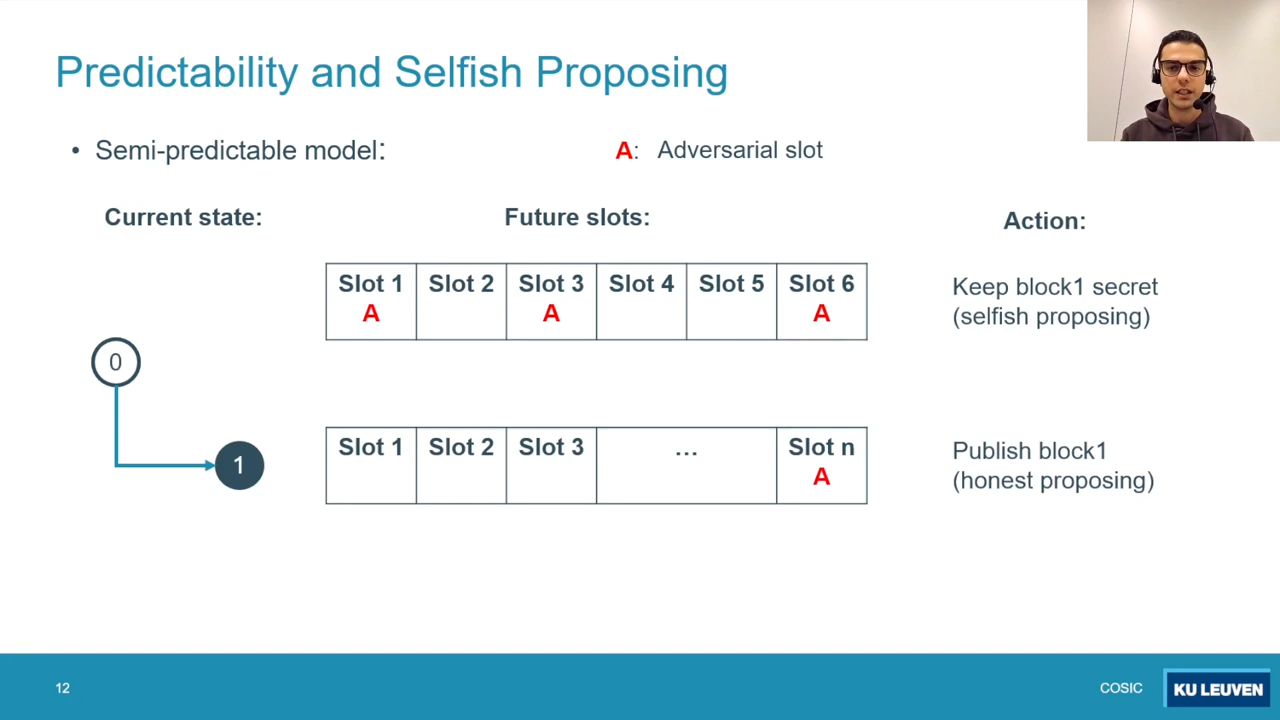 Predictability and Selfish Proposing
• Semi-predictable model:
A: Adversarial slot
Current state:
Future slots:
Action:
Slot 1 Slot 2 Slot 3 Slot 4 Slot 5 Slot 6
A A A
Keep block1 secret
(selfish proposing)
0
1
Slot 1 Slot 2 Slot 3 ... Slot n
A
Publish block1
(honest proposing)
12
COSIC
KU LEUVEN